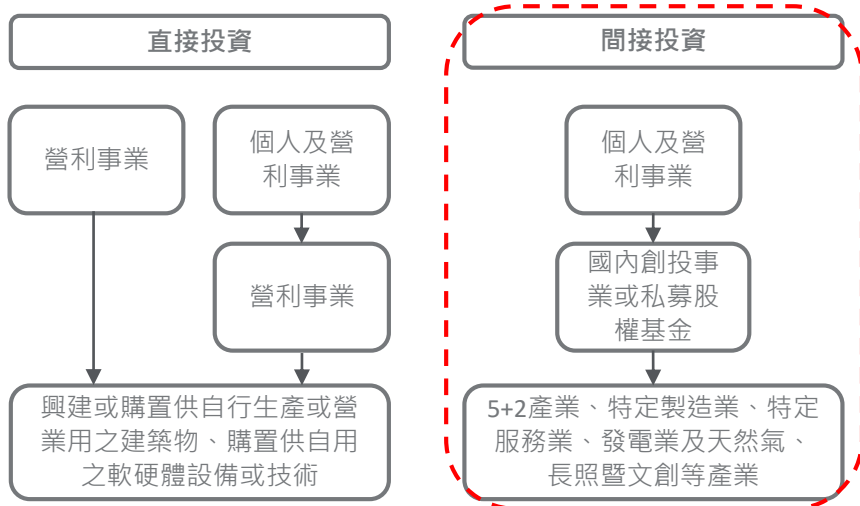 直接投資
間接投資
營利事業
個人及營
利事業
個人及營
利事業
營利事業
國內創投事
業或私募股
權基金
興建或購置供自行生產或營
業用之建築物、購置供自用
之軟硬體設備或技術
5+2產業、特定製造業、特定
服務業、發電業及天然氣、
長照暨文創等產業